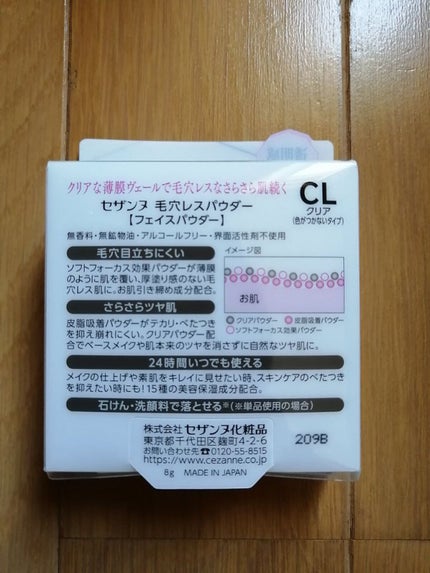 クリアな薄膜ヴェールで毛穴レスなさらさら肌続く
セザンヌ 毛穴レスパウダー
【フェイスパウダー】
CL
クリア
(色がつかないタイプ)
無香料・無鉱物油・アルコールフリー・界面活性剤不使用
毛穴目立ちにくい
ソフトフォーカス効果パウダーが薄膜
のように肌を覆い、厚塗り感のない毛
穴レス肌に。お肌引き締め成分配合。
イメージ図
お肌
クリアパウダー 皮脂吸着パウダー
ソフトフォーカス効果パウダー
さらさらツヤ肌
皮脂吸着パウダーがテカリ・べたつき
を抑え崩れにくい。クリアパウダー配
合でベースメイクや肌本来のツヤを消さずに自然なツヤ肌に。
24時間いつでも使える
メイクの仕上げや素肌をキレイに見せたい時、スキンケアのべたつき
を抑えたい時にも!15種の美容保湿成分配合。
石けん・洗顔料で落とせる※(※単品使用の場合)
株式会社 セザンヌ化粧品
東京都千代田区麹町4-2-6
お問い合わせ先☎0120-55-8515
https://www.cezanne.co.jp
8g MADE IN JAPAN
209B